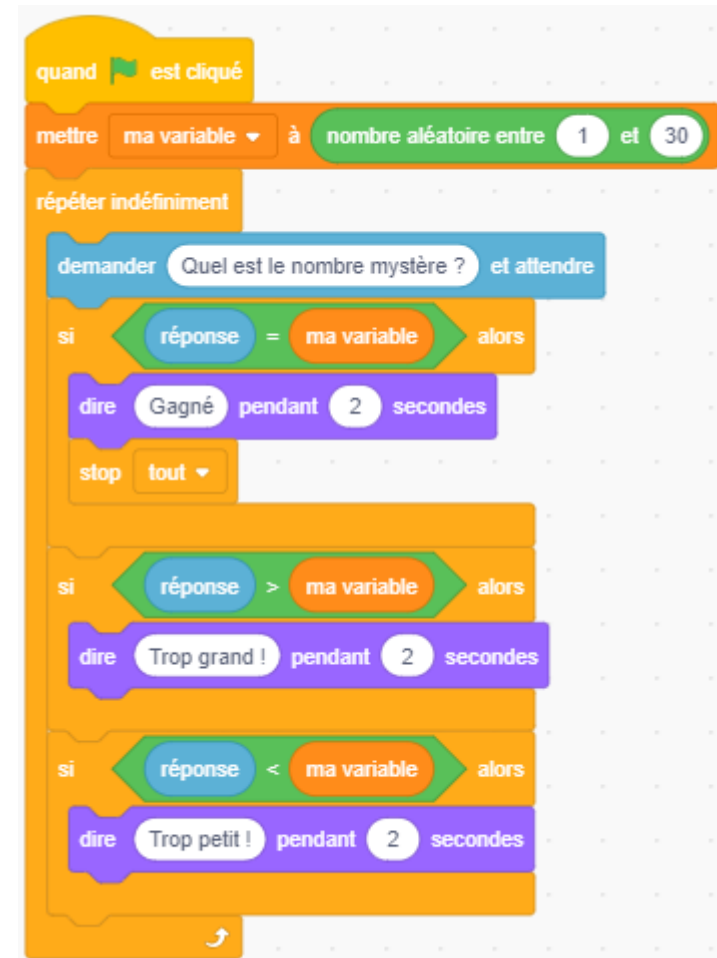 quand est cliqué
mettre ma variable à nombre aléatoire entre 1 et 30
répéter indéfiniment
demander Quel est le nombre mystère ? et attendre
si réponse = ma variable alors
dire Gagné pendant 2 secondes
stop tout
si réponse > ma variable alors
dire Trop grand ! pendant 2 secondes
si réponse < ma variable alors
dire Trop petit ! pendant 2 secondes